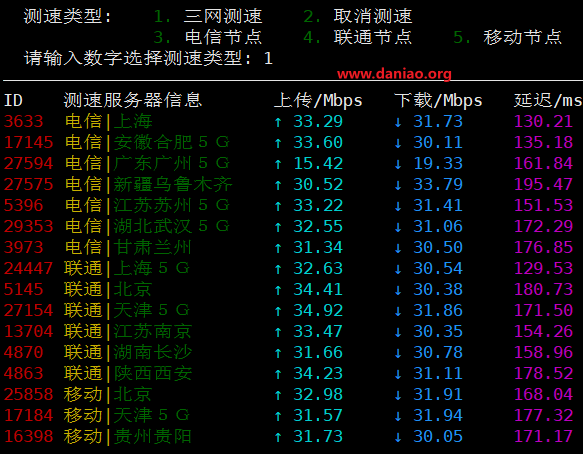 测速类型: 1. 三网测速 2. 取消测速
3. 电信节点 4. 联通节点 5. 移动节点
请输入数字选择测速类型: 1
www.daniao.org
ID 测速服务器信息 上传/Mbps 下载/Mbps 延迟/ms
3633 电信|上海 ↑ 33.29 ↓ 31.73 130.21
17145 电信|安徽合肥５Ｇ ↑ 33.60 ↓ 30.11 135.18
27594 电信|广东广州５Ｇ ↑ 15.42 ↓ 19.33 161.84
27575 电信|新疆乌鲁木齐 ↑ 30.52 ↓ 33.79 195.47
5396 电信|江苏苏州５Ｇ ↑ 33.22 ↓ 31.41 151.53
29353 电信|湖北武汉５Ｇ ↑ 32.55 ↓ 31.06 172.29
3973 电信|甘肃兰州 ↑ 31.34 ↓ 30.50 176.85
24447 联通|上海５Ｇ ↑ 32.63 ↓ 30.54 129.53
5145 联通|北京 ↑ 34.41 ↓ 30.38 180.73
27154 联通|天津５Ｇ ↑ 34.92 ↓ 31.86 171.50
13704 联通|江苏南京 ↑ 33.47 ↓ 30.35 154.26
4870 联通|湖南长沙 ↑ 31.66 ↓ 30.78 158.96
4863 联通|陕西西安 ↑ 34.23 ↓ 31.11 178.52
25858 移动|北京 ↑ 32.98 ↓ 31.91 168.04
17184 移动|天津５Ｇ ↑ 31.57 ↓ 31.94 177.32
16398 移动|贵州贵阳 ↑ 31.73 ↓ 30.05 171.17